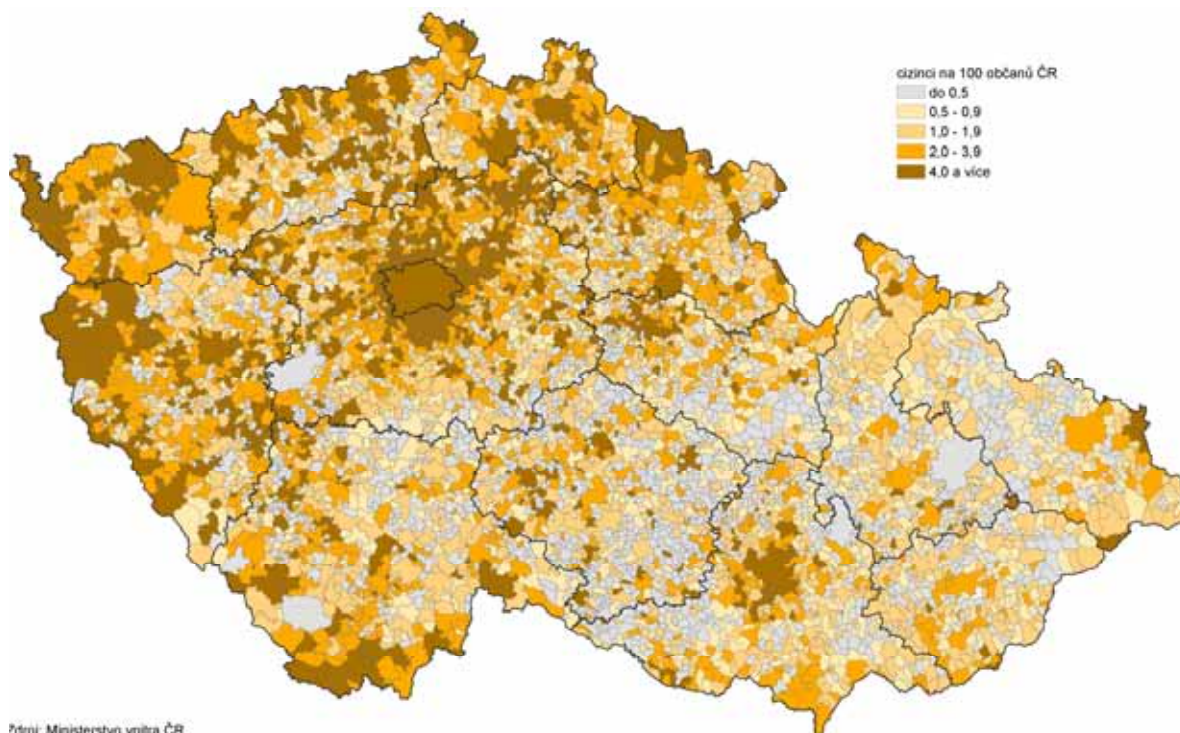 cizinci na 100 občanů ČR
do 0,5
0,5 - 0,9
1,0 - 1,9
2,0 - 3,9
4,0 a více
Zdroj: Ministerstvo vnitra ČR